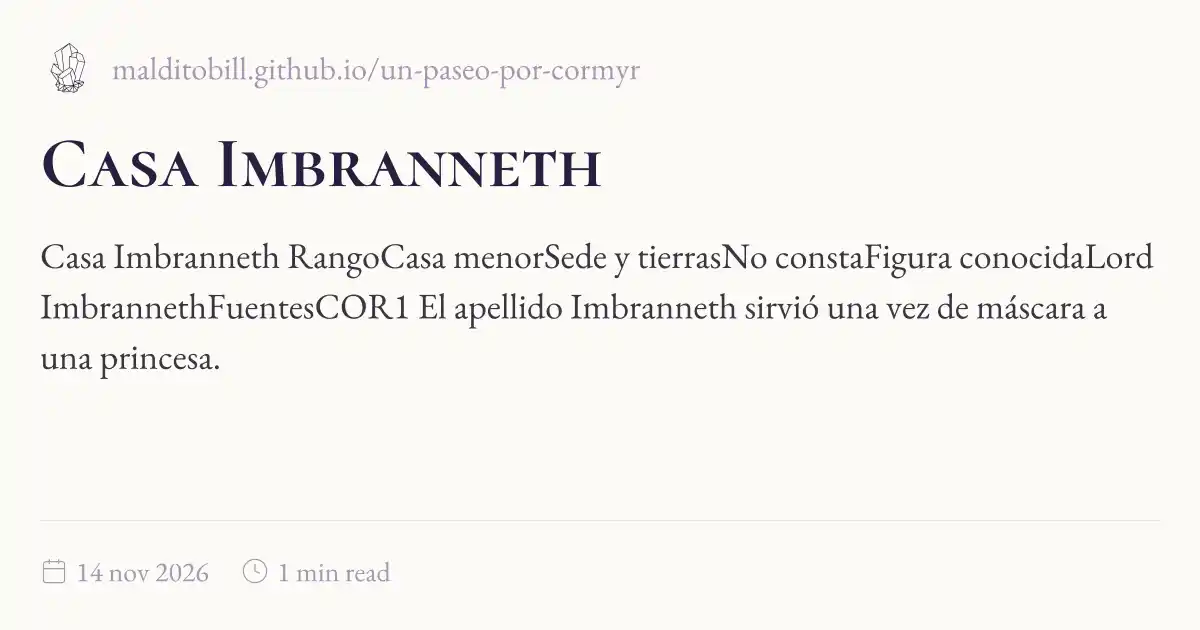 malditobill.github.io/un-paseo-por-cormyr
Casa Imbranneth
Casa Imbranneth RangoCasa menorSede y tierrasNo constaFigura conocidaLord
ImbrannethFuentesCOR1 El apellido Imbranneth sirvió una vez de máscara a
una princesa.
14 nov 2026 1 min read